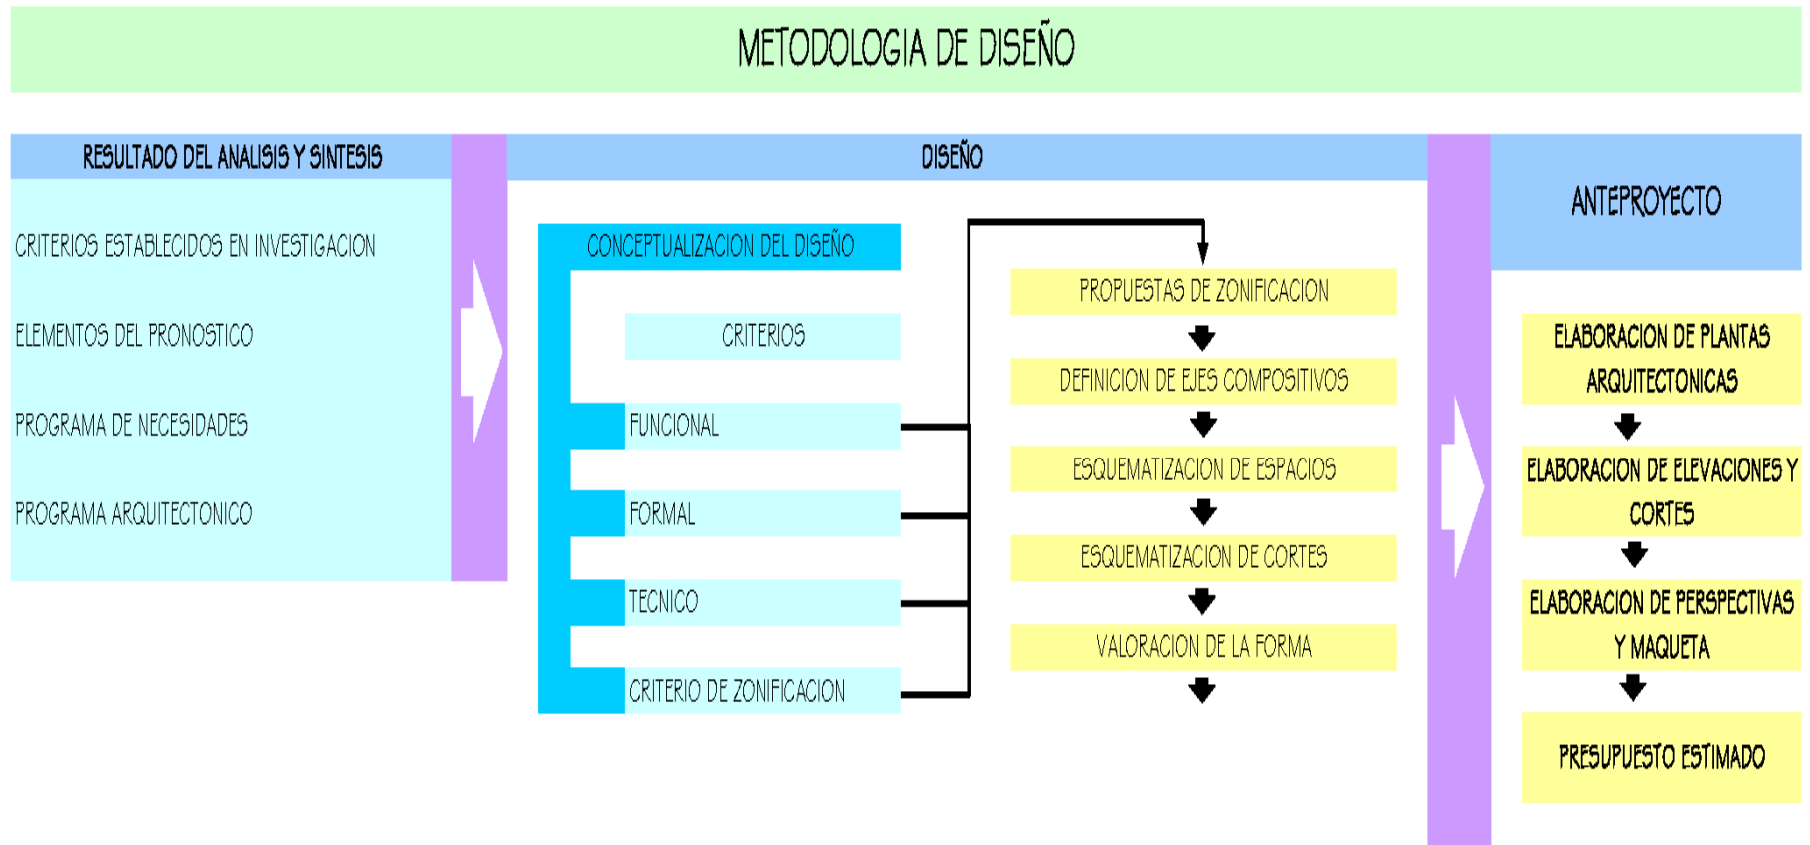 METODOLOGIA DE DISEÑO
RESULTADO DEL ANALISIS Y SINTESIS
CRITERIOS ESTABLECIDOS EN INVESTIGACION
ELEMENTOS DEL PRONOSTICO
PROGRAMA DE NECESIDADES
PROGRAMA ARQUITECTONICO
DISEÑO
CONCEPTUALIZACION DEL DISEÑO
CRITERIOS
FUNCIONAL
FORMAL
TECNICO
CRITERIO DE ZONIFICACION
PROPUESTAS DE ZONIFICACION
DEFINICION DE EJES COMPOSITIVOS
ESQUEMATIZACION DE ESPACIOS
ESQUEMATIZACION DE CORTES
VALORACION DE LA FORMA
ANTEPROYECTO
ELABORACION DE PLANTAS
ARQUITECTONICAS
ELABORACION DE ELEVACIONES Y
CORTES
ELABORACION DE PERSPECTIVAS
Y MAQUETA
PRESUPUESTO ESTIMADO